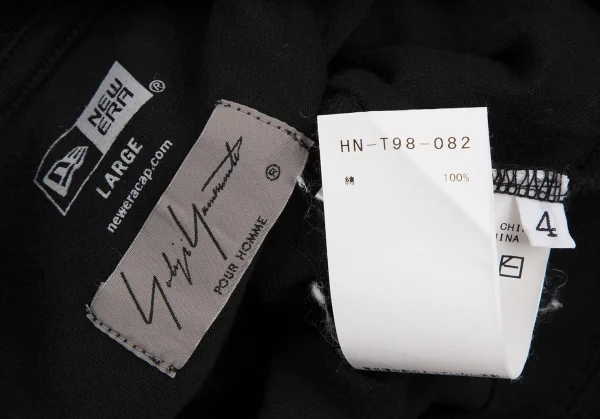 NEW
ERA
®
LARGE
neweracap.com
Yohji Yamamoto
®
POUR HOMME
HN-T98-082
綿 100%
4
CHI
INA